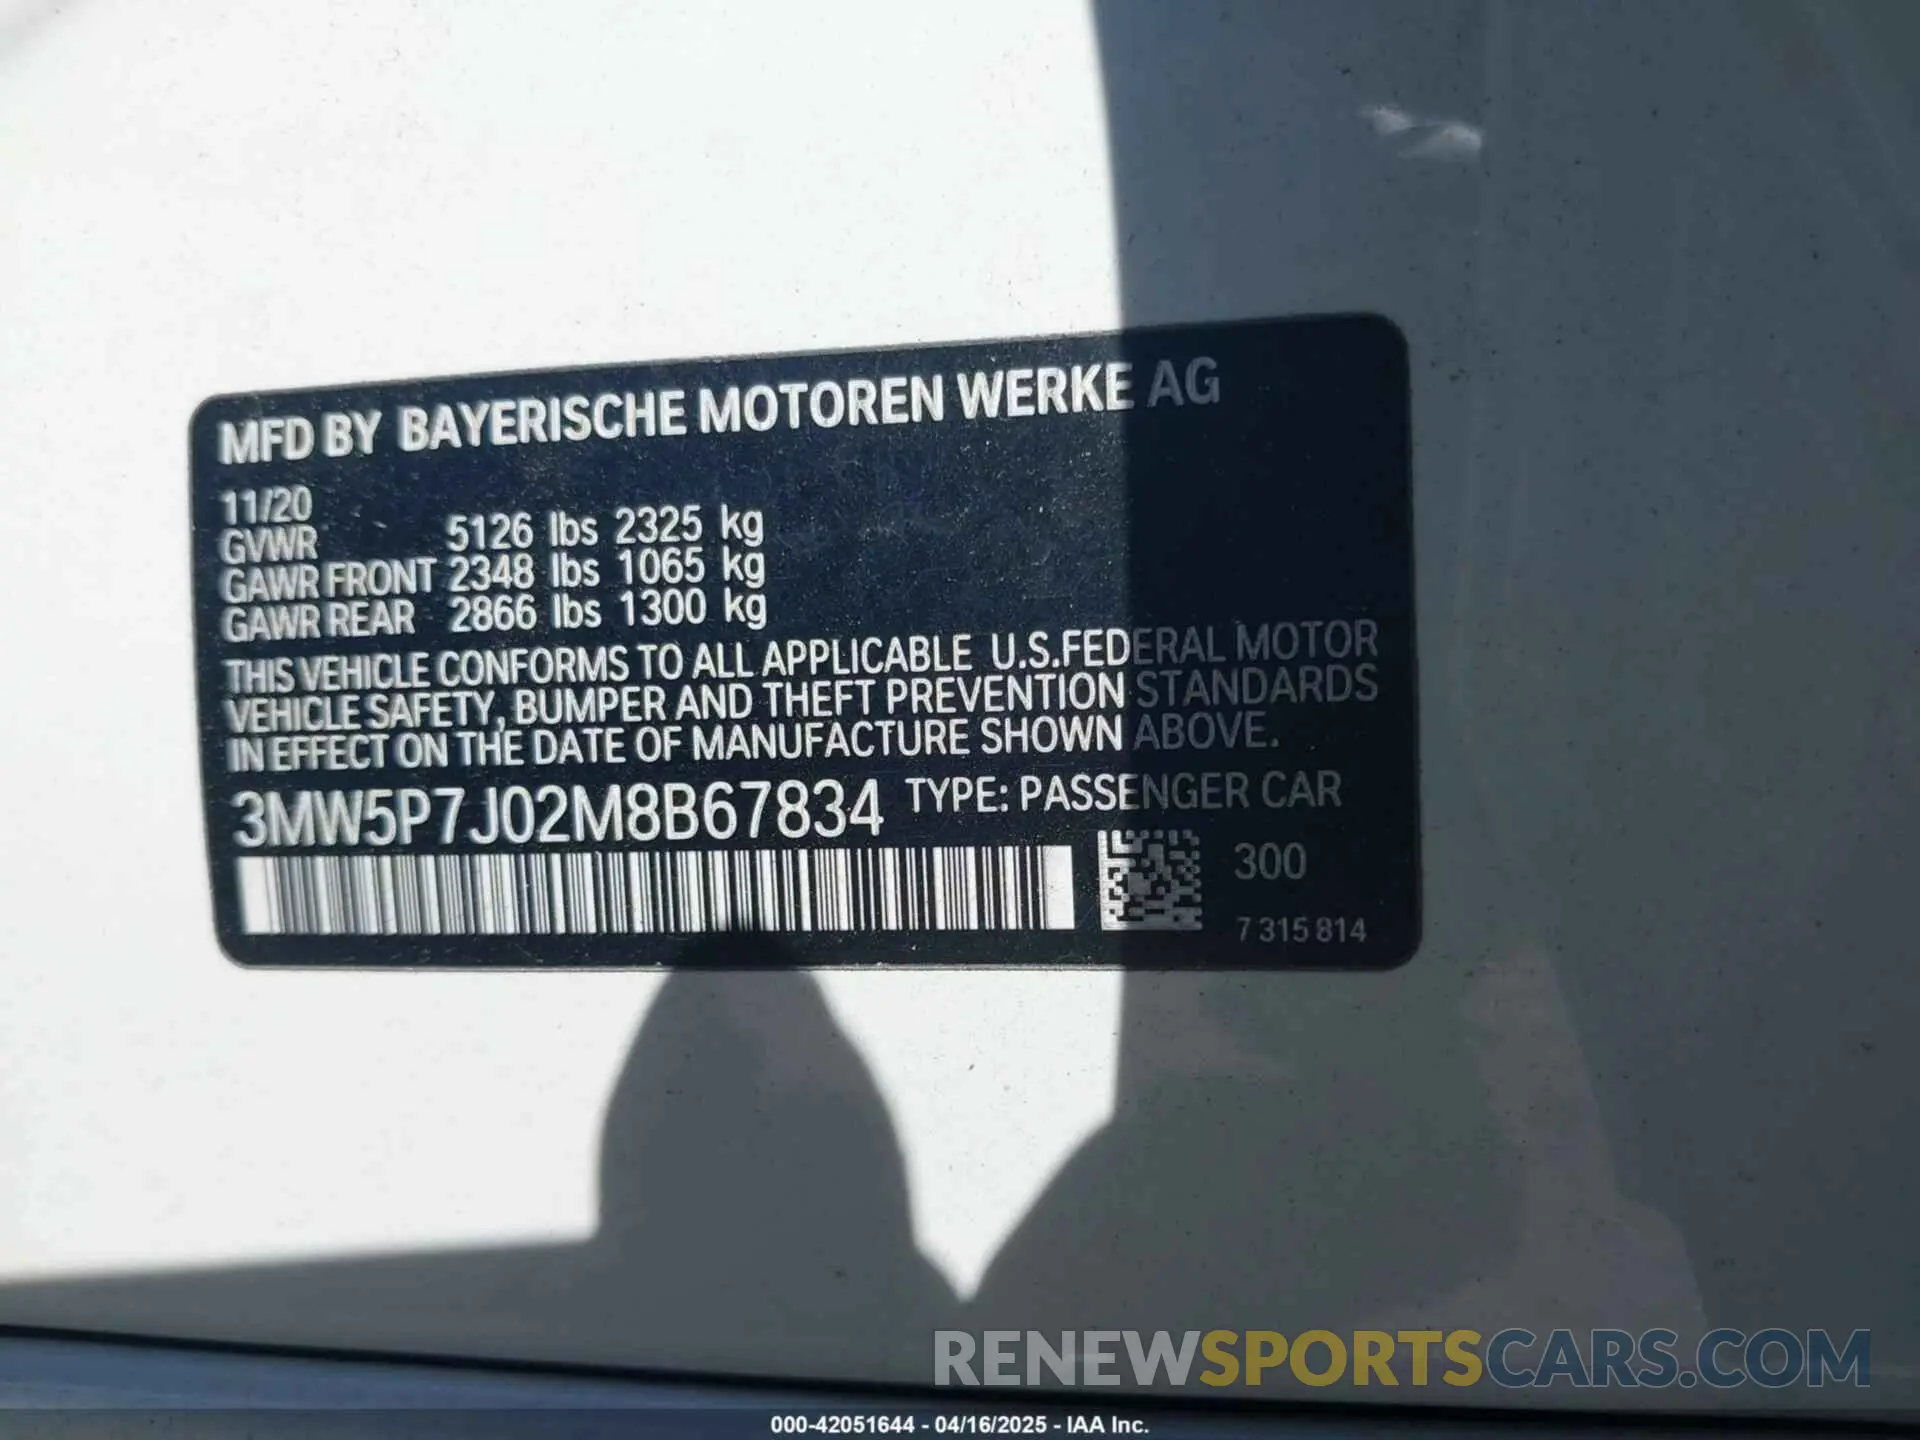 MFD BY BAYERISCHE MOTOREN WERKE AG
11/20
GVWR 5126 lbs 2325 kg
GAWR FRONT 2348 lbs 1065 kg
GAWR REAR 2866 lbs 1300 kg
THIS VEHICLE CONFORMS TO ALL APPLICABLE U.S.FEDERAL MOTOR
VEHICLE SAFETY, BUMPER AND THEFT PREVENTION STANDARDS
IN EFFECT ON THE DATE OF MANUFACTURE SHOWN ABOVE.
3MW5P7J02M8B67834 TYPE: PASSENGER CAR
300
7 315 814
RENEWSPORTSCARS.COM
000-42051644 - 04/16/2025 - IAA Inc.